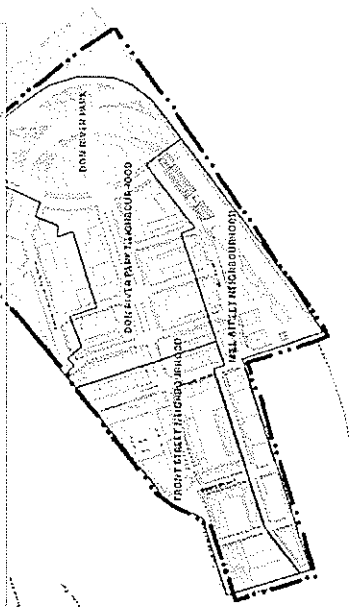 DON RIVER PARK
DON RIVER PARK NEIGHBOURHOOD
FRONT STREET NEIGHBOURHOOD
MILL STREET NEIGHBOURHOOD